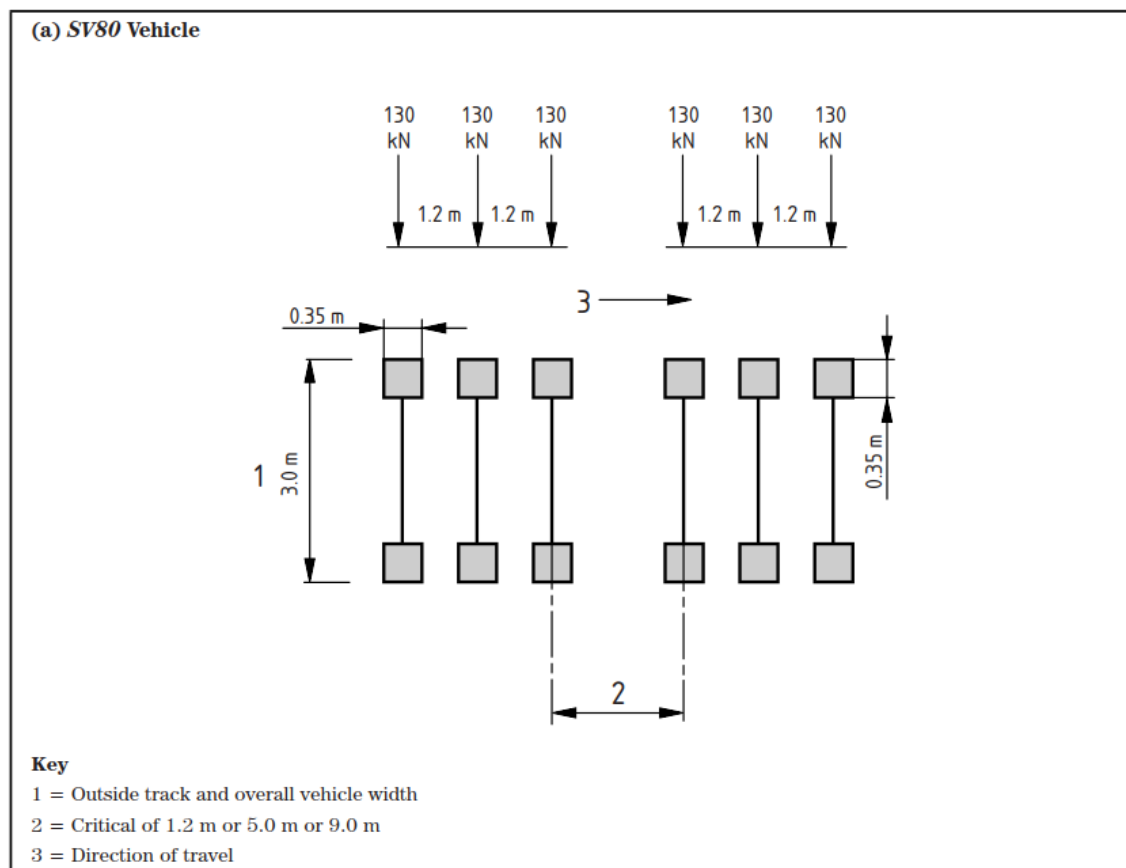 (a) SV80 Vehicle
130 130 130 130 130 130
kN kN kN kN kN kN
1.2 m 1.2 m 1.2 m 1.2 m
3
0.35 m
1
3.0 m
0.35 m
2
Key
1 = Outside track and overall vehicle width
2 = Critical of 1.2 m or 5.0 m or 9.0 m
3 = Direction of travel